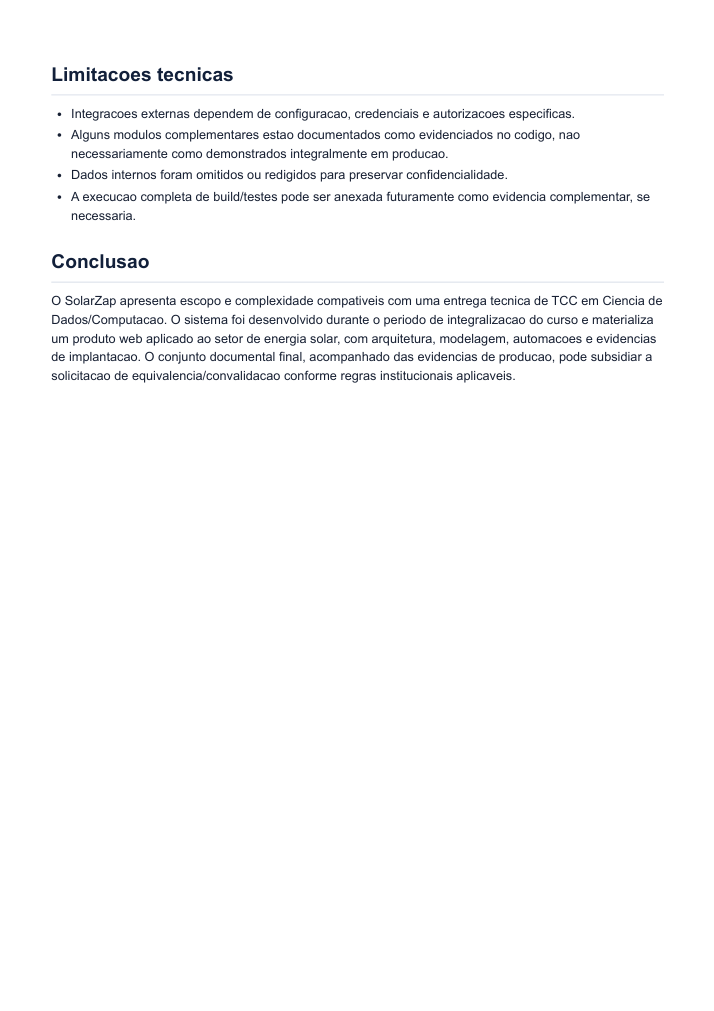 Limitacoes tecnicas
• Integracoes externas dependem de configuracao, credenciais e autorizacoes especificas.
• Alguns modulos complementares estao documentados como evidenciados no codigo, nao
necessariamente como demonstrados integralmente em producao.
• Dados internos foram omitidos ou redigidos para preservar confidencialidade.
• A execucao completa de build/testes pode ser anexada futuramente como evidencia complementar, se
necessaria.
Conclusao
O SolarZap apresenta escopo e complexidade compativeis com uma entrega tecnica de TCC em Ciencia de
Dados/Computacao. O sistema foi desenvolvido durante o periodo de integralizacao do curso e materializa
um produto web aplicado ao setor de energia solar, com arquitetura, modelagem, automacoes e evidencias
de implantacao. O conjunto documental final, acompanhado das evidencias de producao, pode subsidiar a
solicitacao de equivalencia/convalidacao conforme regras institucionais aplicaveis.